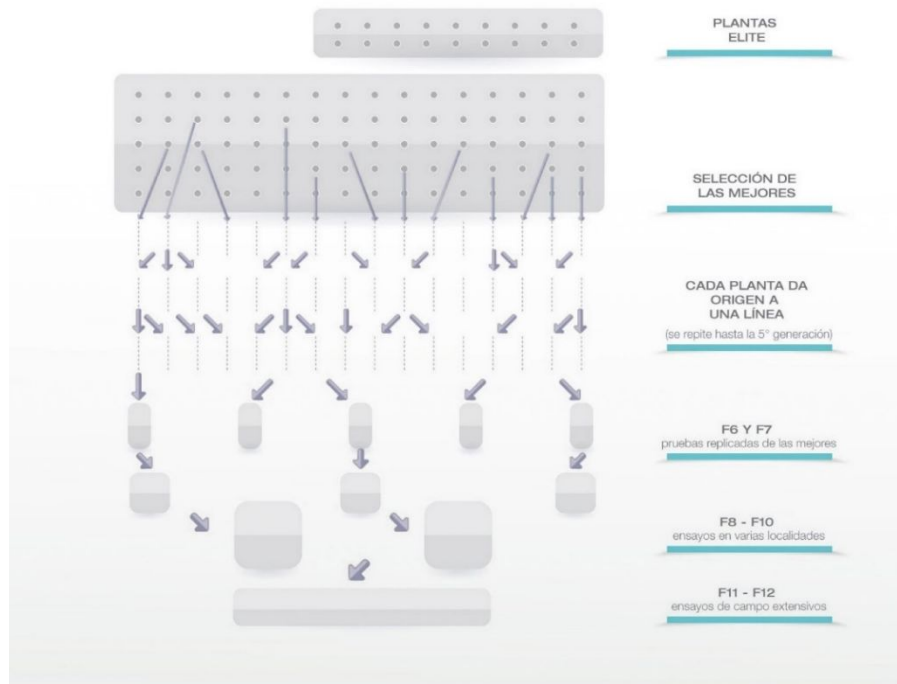 PLANTAS
ELITE
SELECCIÓN DE
LAS MEJORES
CADA PLANTA DA
ORIGEN A
UNA LÍNEA
(se repite hasta la 5° generación)
F6 Y F7
pruebas replicadas de las mejores
F8 - F10
ensayos en varias localidades
F11 - F12
ensayos de campo extensivos